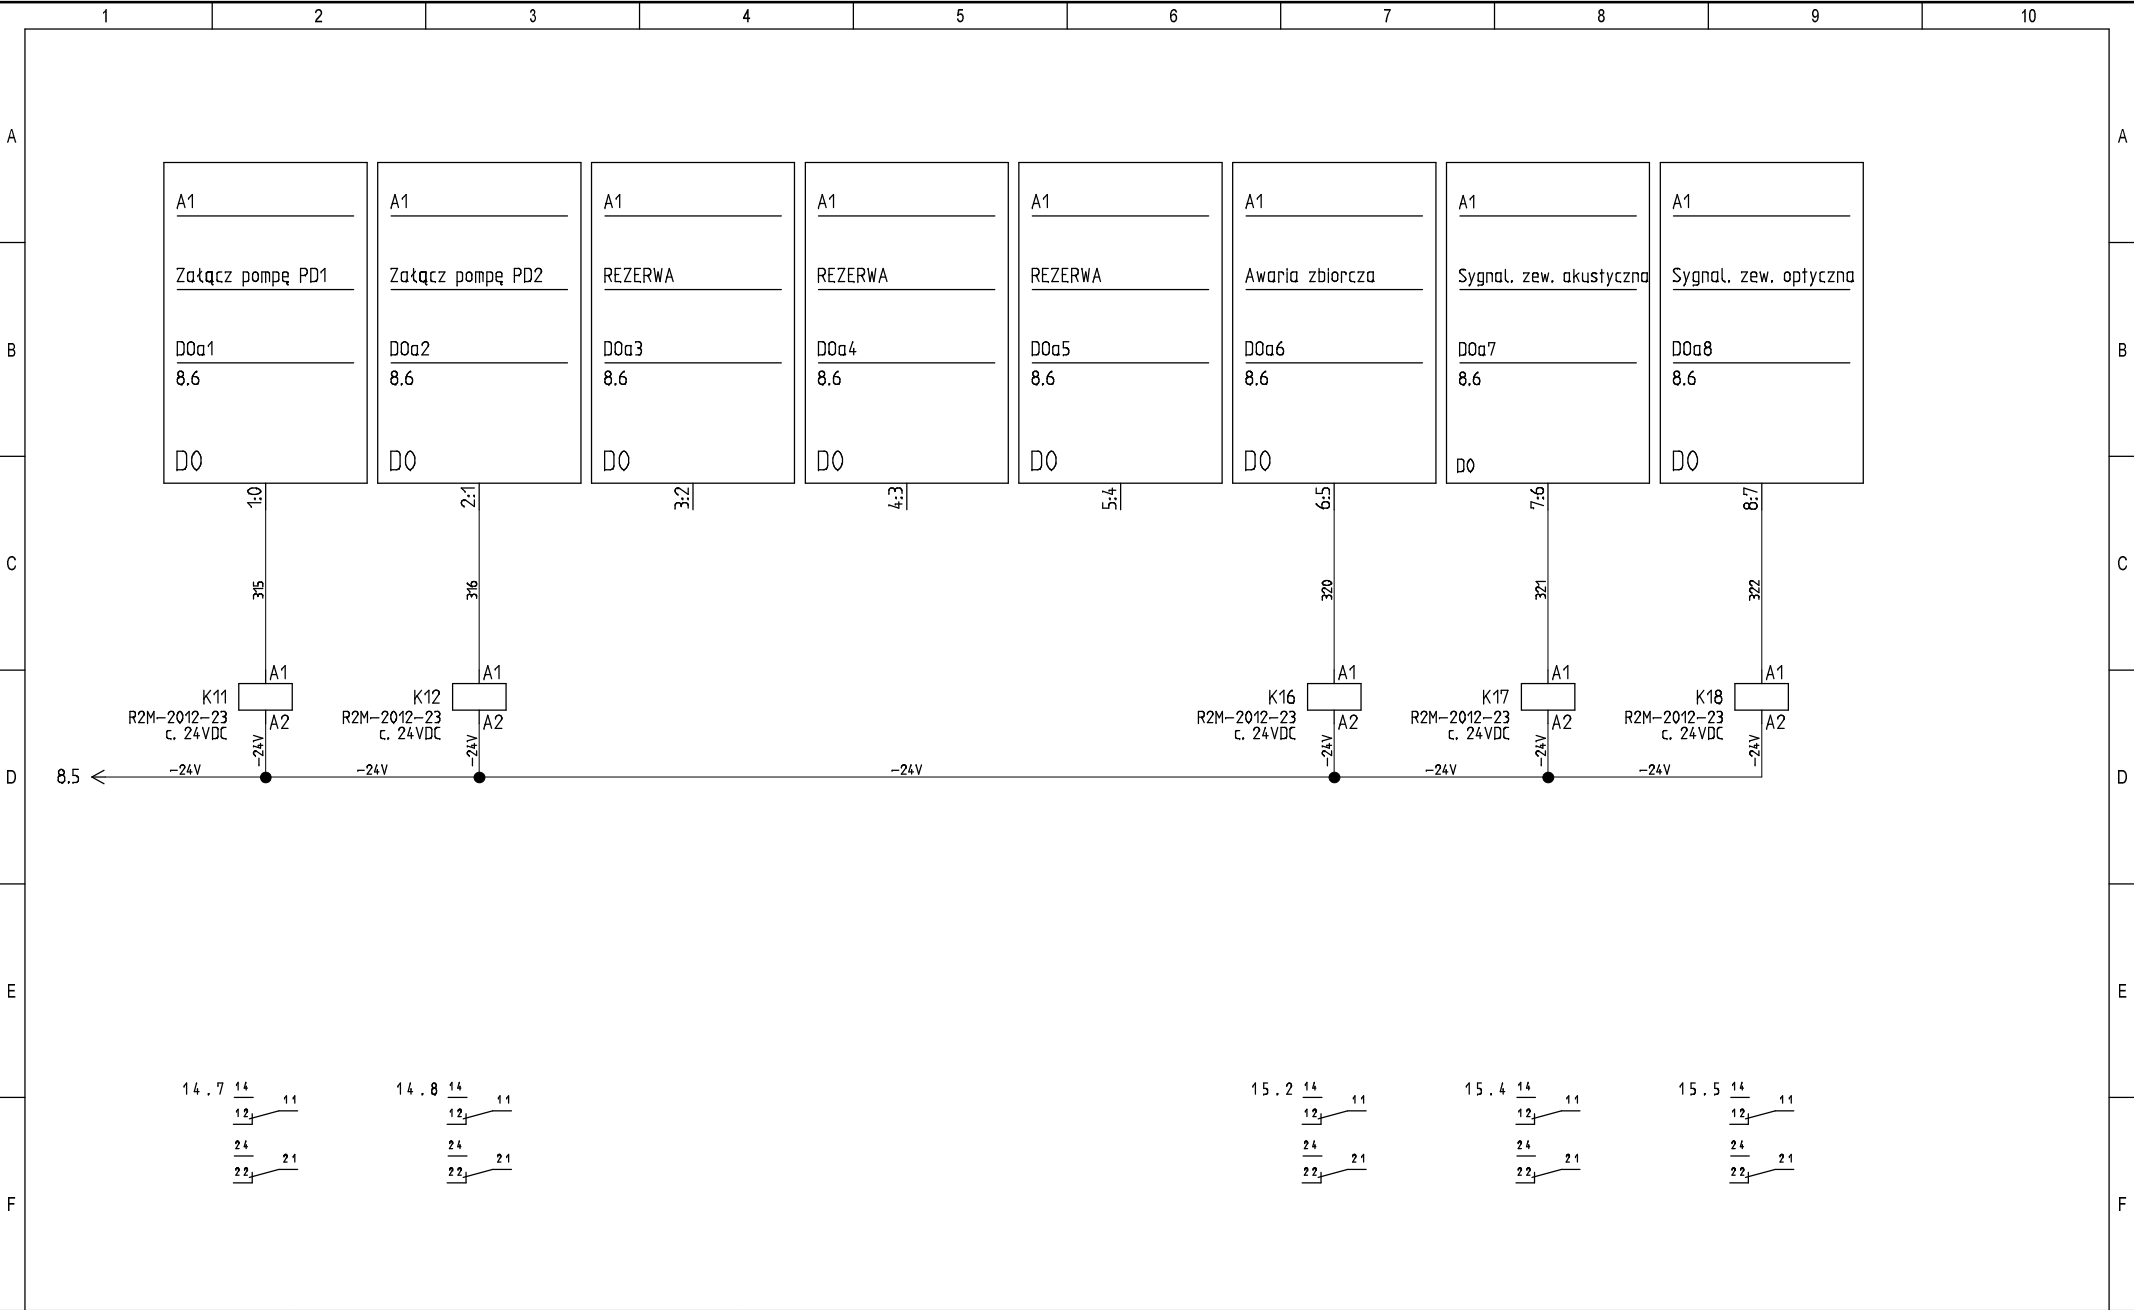 1 2 3 4 5 6 7 8 9 10
A A
A1 A1 A1 A1 A1 A1 A1 A1
Załącz pompę PD1 Załącz pompę PD2 REZERWA REZERWA REZERWA Awaria zbiorcza Sygnal. zew. akustyczna Sygnal. zew. optyczna
B B
DOa1 DOa2 DOa3 DOa4 DOa5 DOa6 DOa7 DOa8
8.6 8.6 8.6 8.6 8.6 8.6 8.6 8.6
DO DO DO DO DO DO DO DO
1:0 2:1 3:2 4:3 5:4 6:5 7:6 8:7
C C
315 316 320 321 322
A1 A1 A1 A1 A1
K11 K12 K16 K17 K18
R2M-2012-23 R2M-2012-23 R2M-2012-23 R2M-2012-23 R2M-2012-23
A2 A2 A2 A2 A2
c. 24VDC c. 24VDC c. 24VDC c. 24VDC c. 24VDC
-24V -24V -24V -24V -24V
D 8.5 -24V -24V -24V -24V -24V D
E E
14.7 14 14.8 14 15.2 14 15.4 14 15.5 14
11 11 11 11 11
12 12 12 12 12
24 24 24 24 24
21 21 21 21 21
22 22 22 22 22
F F